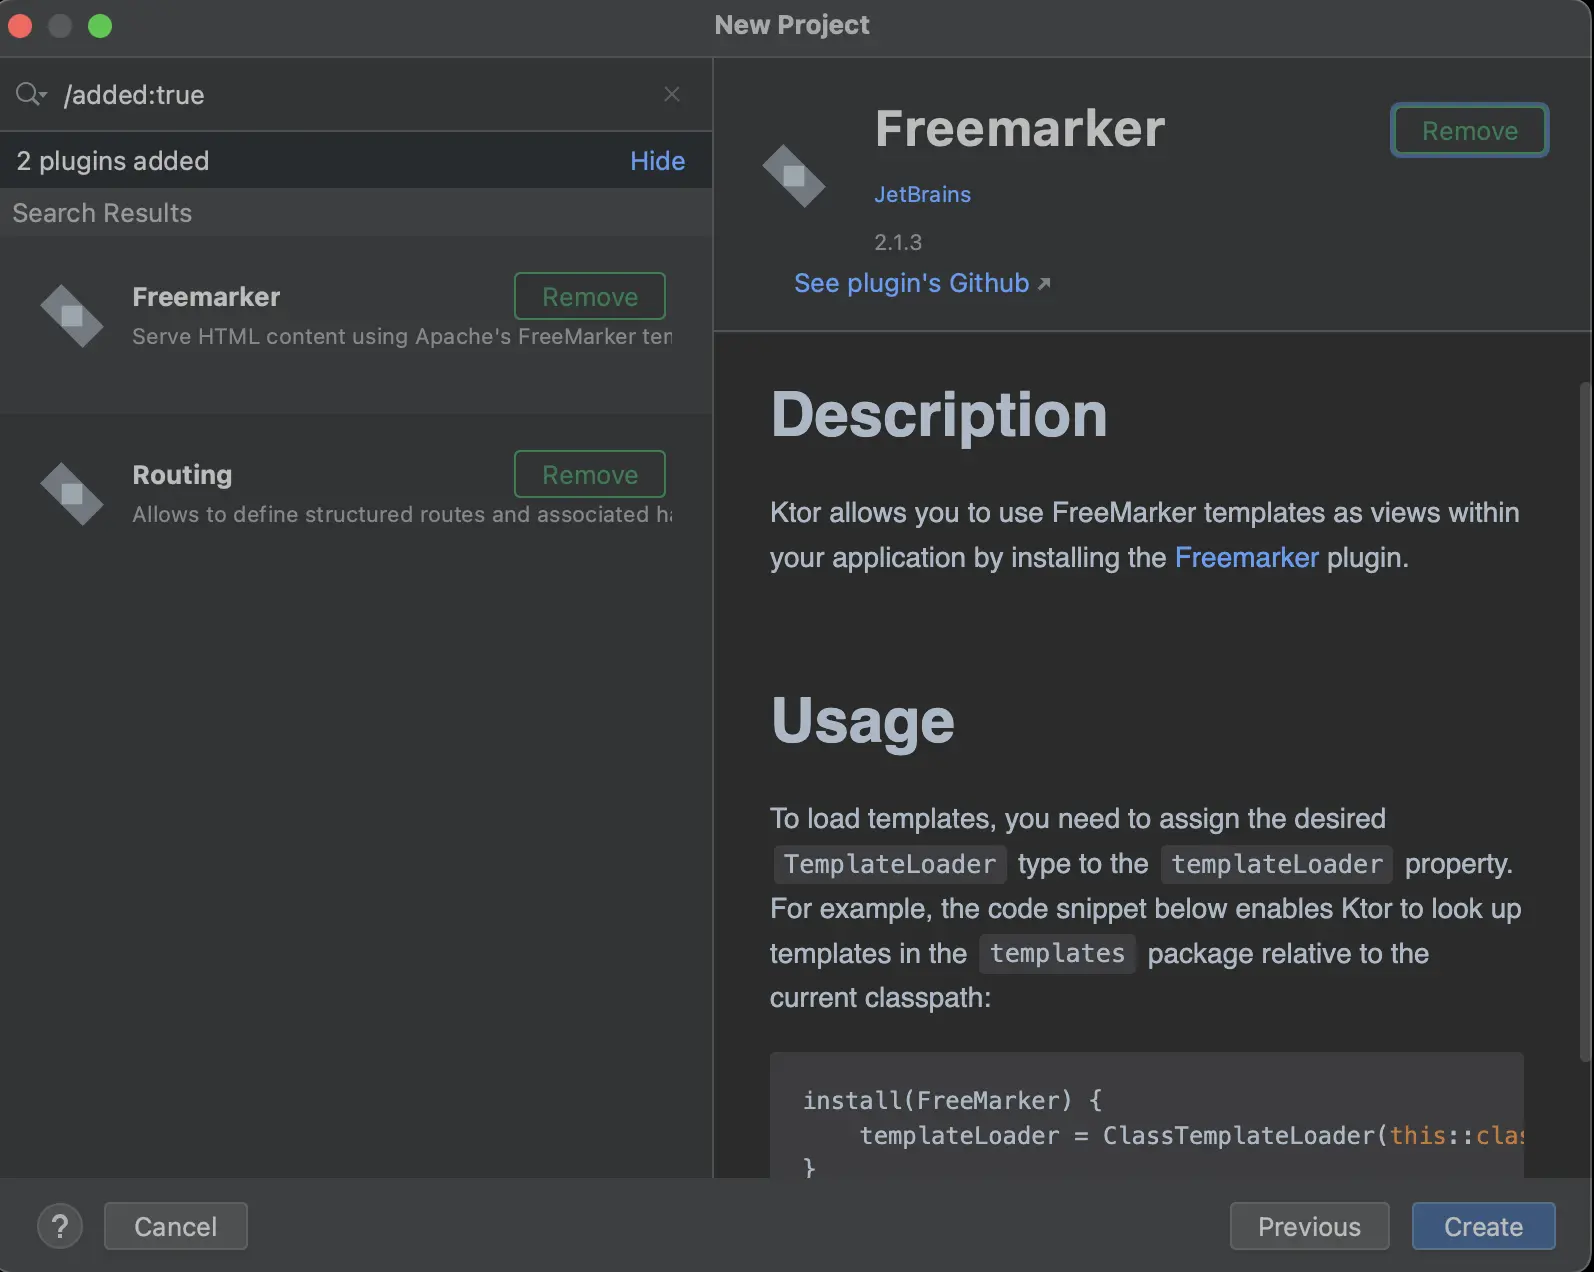 New Project
/added:true
2 plugins added
Hide
Search Results
Freemarker
Remove
Serve HTML content using Apache's FreeMarker
Routing
Remove
Allows to define structured routes and associated
Freemarker
Remove
JetBrains
2.1.3
See plugin's Github
Description
Ktor allows you to use FreeMarker templates as views within
your application by installing the Freemarker plugin.
Usage
To load templates, you need to assign the desired
TemplateLoader type to the templateLoader property.
For example, the code snippet below enables Ktor to look up
templates in the templates package relative to the
current classpath:
install(FreeMarker) {
templateLoader = ClassTemplateLoader(this::clas
}
?
Cancel
Previous
Create